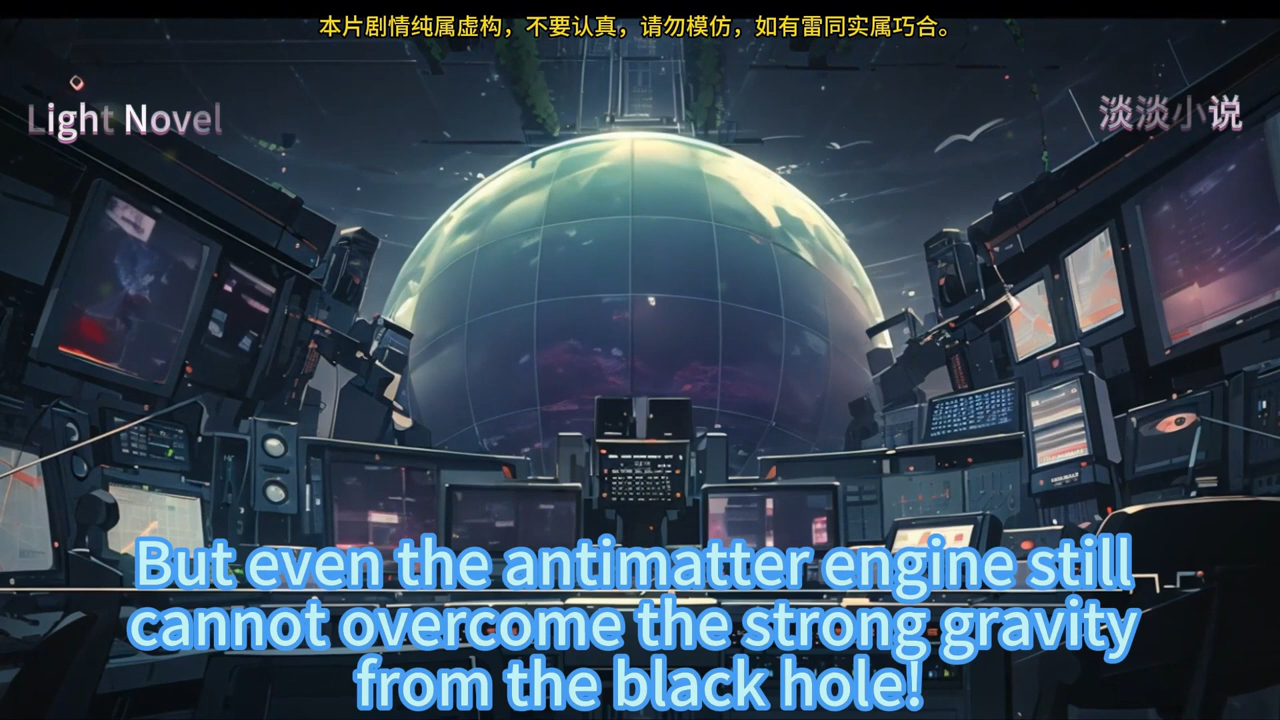 本片剧情纯属虚构，不要认真，请勿模仿，如有雷同实属巧合。
Light Novel
淡淡小说
But even the antimatter engine still
cannot overcome the strong gravity
from the black hole!